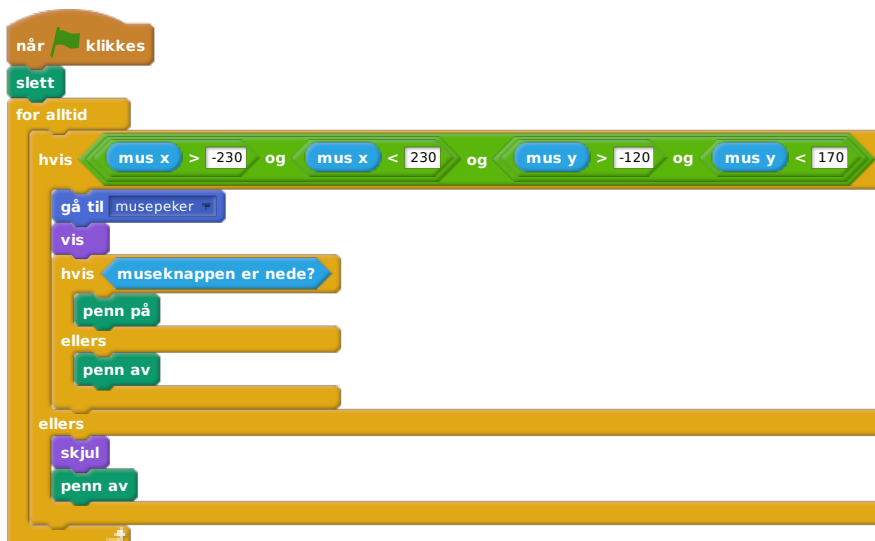 når klikkes
slett
for alltid
hvis mus x > -230 og mus x < 230 og mus y > -120 og mus y < 170
gå til musepeker
vis
hvis museknappen er nede?
penn på
ellers
penn av
ellers
skjul
penn av